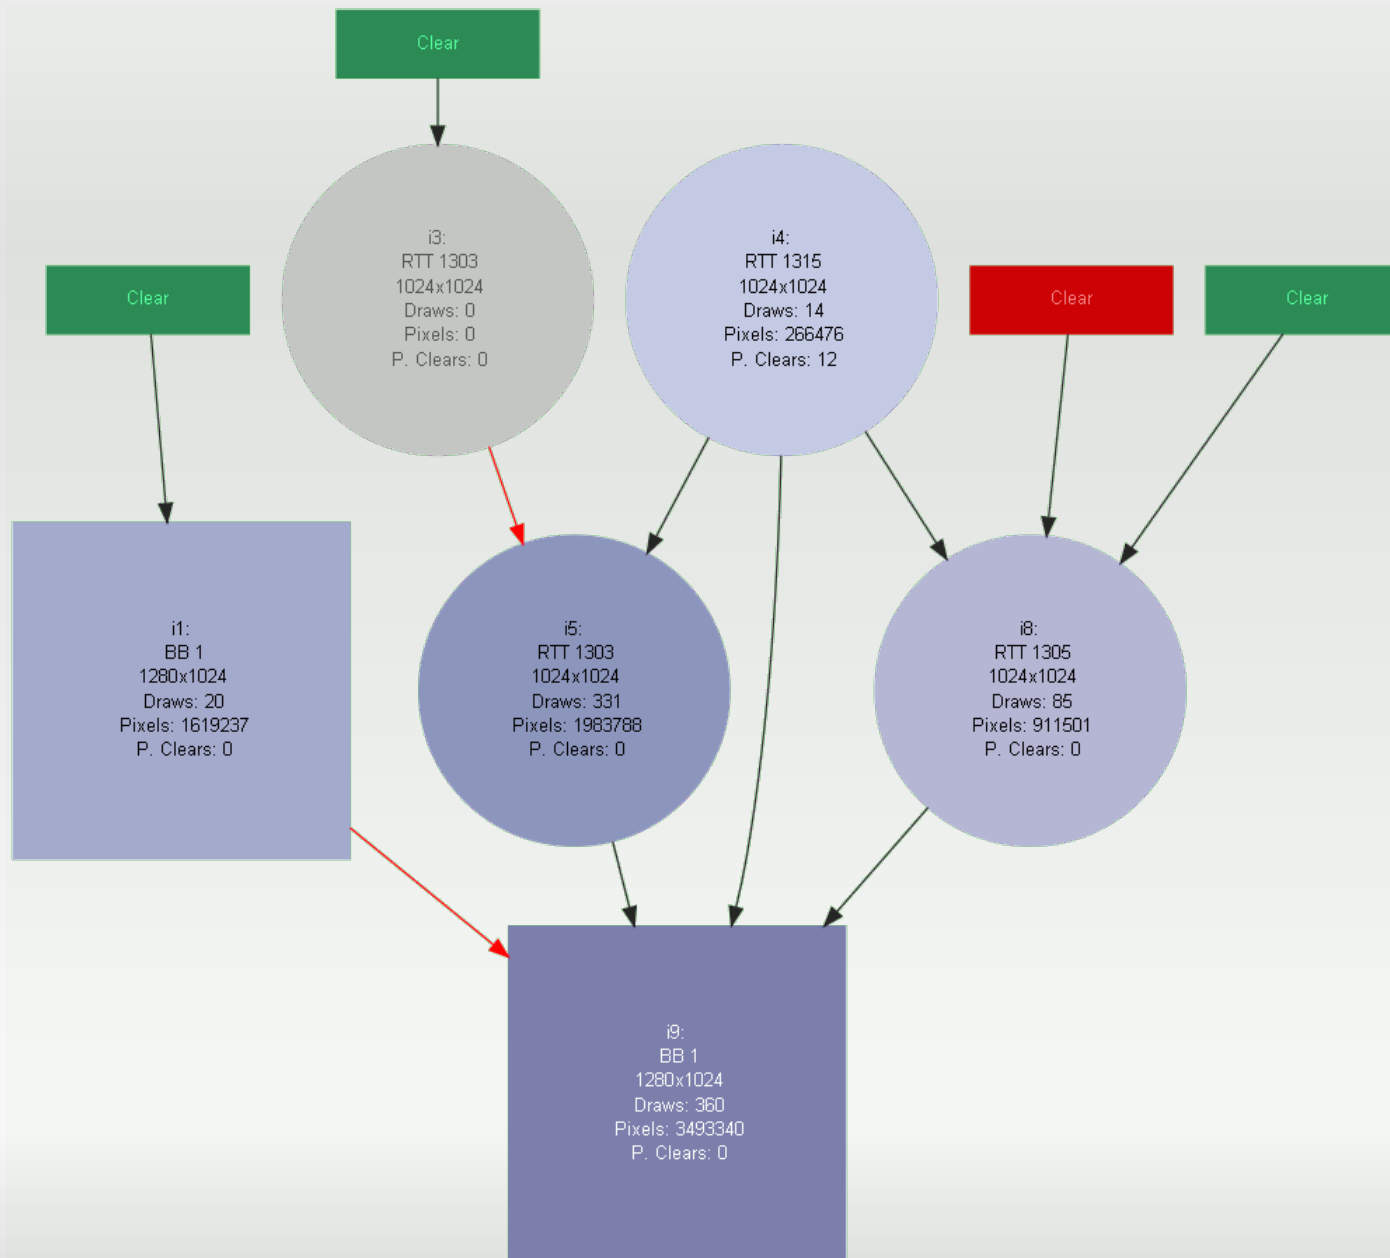 Clear
i3:
RTT 1303
1024x1024
Draws: 0
Pixels: 0
P. Clears: 0
i4:
RTT 1315
1024x1024
Draws: 14
Pixels: 266476
P. Clears: 12
Clear
Clear
Clear
i1:
BB 1
1280x1024
Draws: 20
Pixels: 1619237
P. Clears: 0
i5:
RTT 1303
1024x1024
Draws: 331
Pixels: 1983788
P. Clears: 0
i8:
RTT 1305
1024x1024
Draws: 85
Pixels: 911501
P. Clears: 0
i9:
BB 1
1280x1024
Draws: 360
Pixels: 3493340
P. Clears: 0